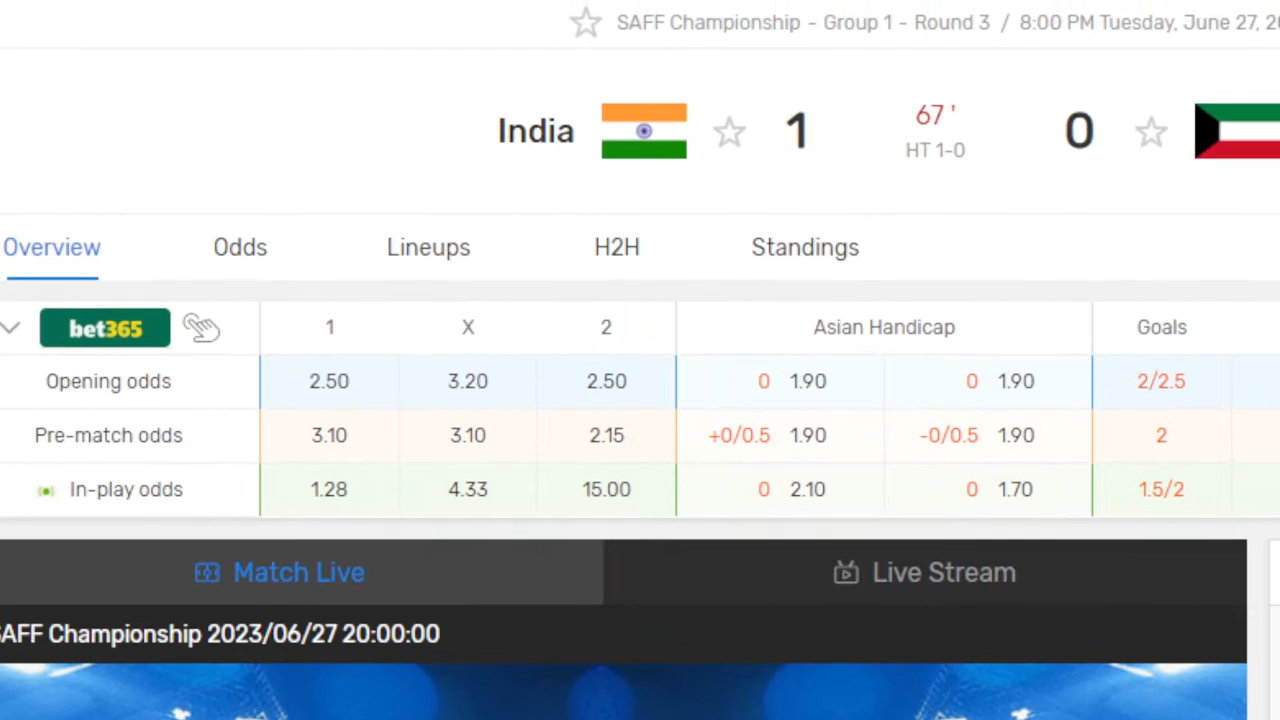 SAFF Championship - Group 1 - Round 3 / 8:00 PM Tuesday, June 27,
India 1 67 ' 0
HT 1-0
Overview Odds Lineups H2H Standings
bet365 1 X 2 Asian Handicap Goals
Opening odds 2.50 3.20 2.50 0 1.90 0 1.90 2/2.5
Pre-match odds 3.10 3.10 2.15 +0/0.5 1.90 -0/0.5 1.90 2
In-play odds 1.28 4.33 15.00 0 2.10 0 1.70 1.5/2
Match Live Live Stream
SAFF Championship 2023/06/27 20:00:00